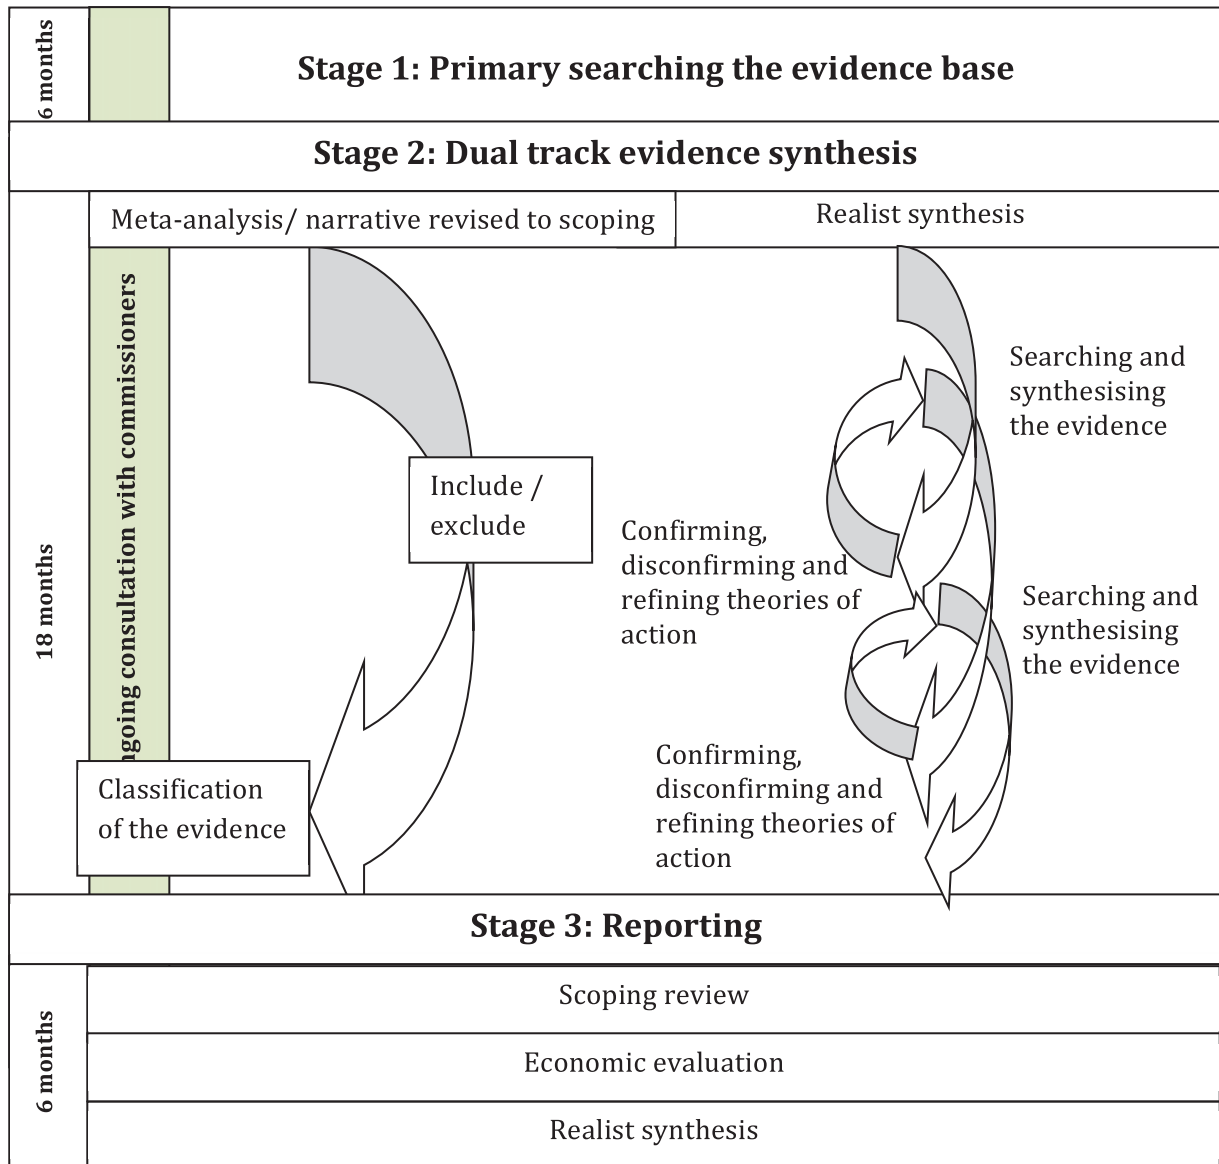 6 months
Stage 1: Primary searching the evidence base
Stage 2: Dual track evidence synthesis
Meta-analysis/ narrative revised to scoping
Realist synthesis
18 months
ngoing consultation with commissioners
Searching and
synthesising
the evidence
Include /
exclude
Confirming,
disconfirming and
refining theories of
action
Searching and
synthesising
the evidence
Confirming,
disconfirming and
refining theories of
action
Classification
of the evidence
Stage 3: Reporting
6 months
Scoping review
Economic evaluation
Realist synthesis